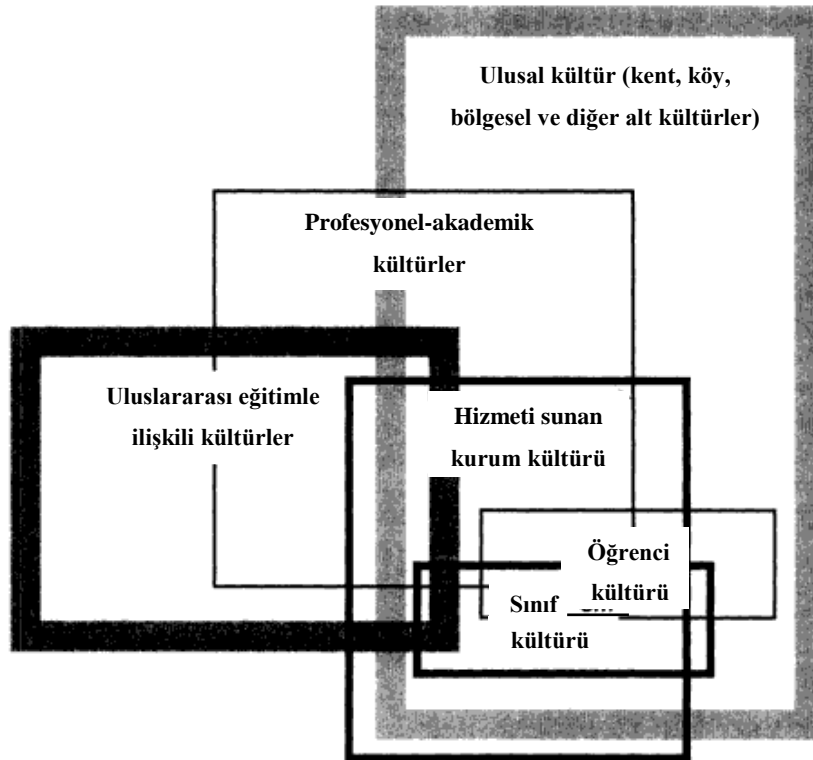 Ulusal kültür (kent, köy,
bölgesel ve diğer alt kültürler)
Profesyonel-akademik
kültürler
Uluslararası eğitimle
ilişkili kültürler
Hizmeti sunan
kurum kültürü
Öğrenci
kültürü
Sınıf
kültürü